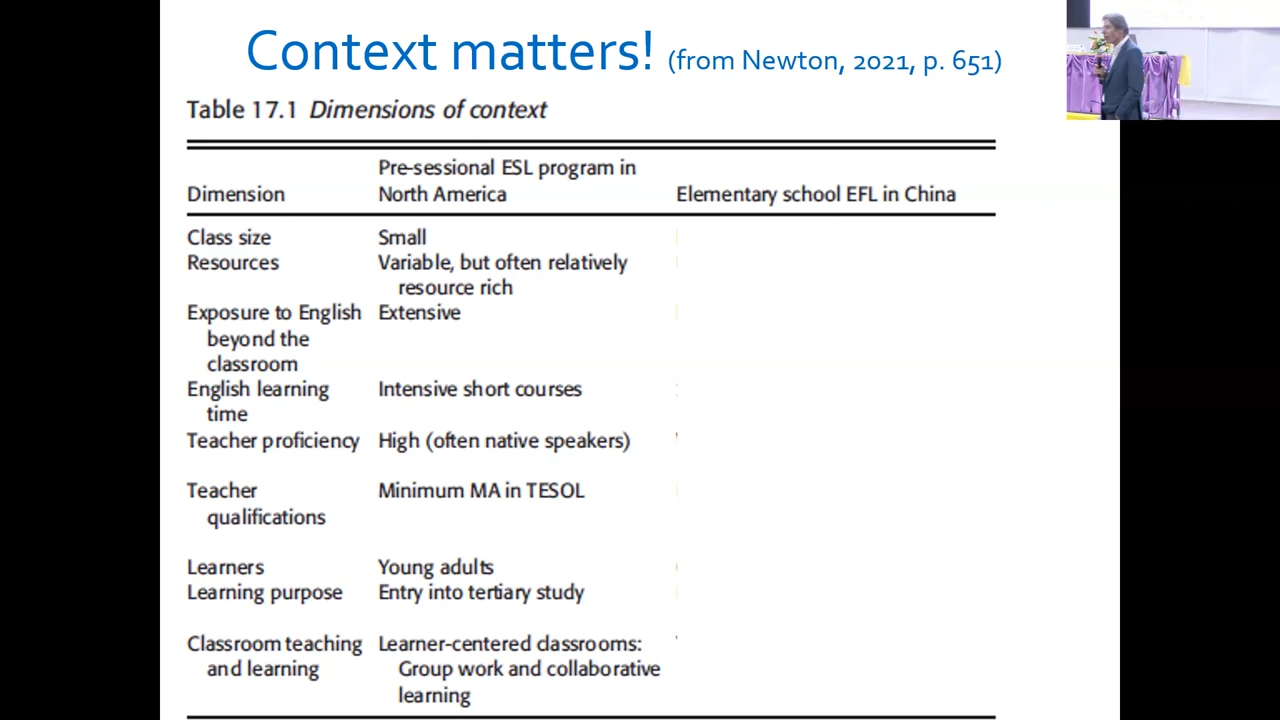 Context matters! (from Newton, 2021, p. 651)
Table 17.1 Dimensions of context
Dimension
Pre-sessional ESL program in
North America
Elementary school EFL in China
Class size
Small
Resources
Variable, but often relatively
resource rich
Exposure to English
beyond the
classroom
Extensive
English learning
time
Intensive short courses
Teacher proficiency
High (often native speakers)
Teacher
qualifications
Minimum MA in TESOL
Learners
Young adults
Learning purpose
Entry into tertiary study
Classroom teaching
and learning
Learner-centered classrooms:
Group work and collaborative
learning